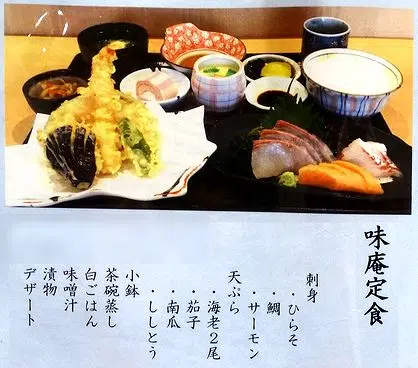 味庵定食
刺身
・ひらそ
・鯛
・サーモン
天ぷら
・海老2尾
・茄子
・南瓜
・ししとう
小鉢
茶碗蒸し
白ごはん
味噌汁
漬物
デザート